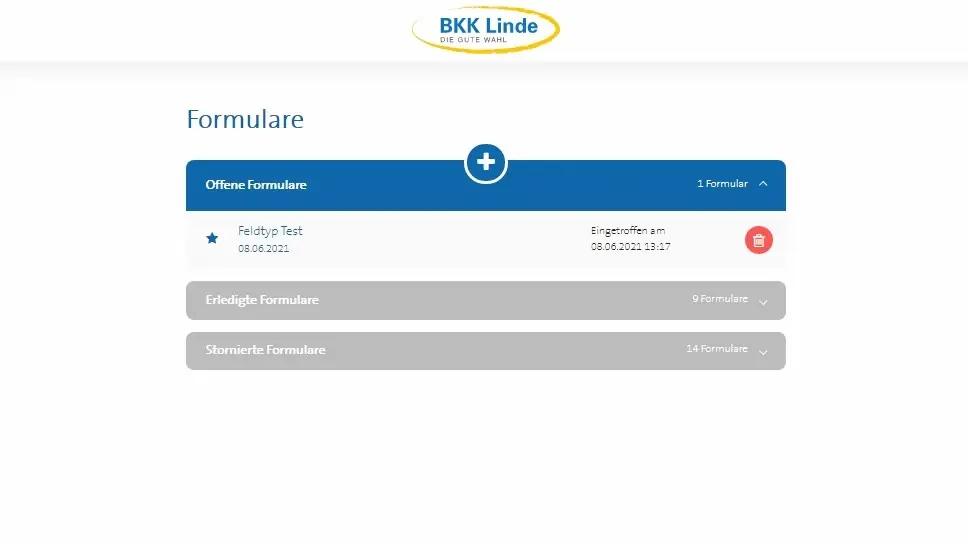 BKK Linde
DIE GUTE WAHL
Formulare
Offene Formulare
1 Formular
Feldtyp Test
08.06.2021
Eingetroffen am
08.06.2021 13:17
Erledigte Formulare
9 Formulare
Stornierte Formulare
14 Formulare